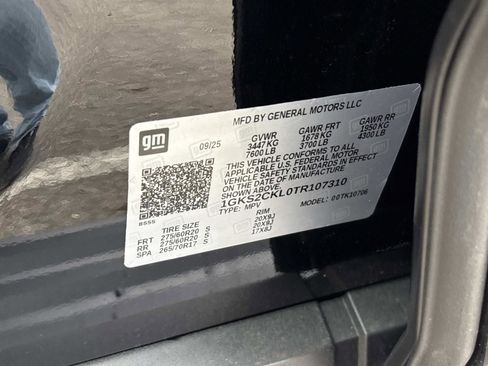 MFD BY GENERAL MOTORS LLC
gm 09/25 GVWR GAWR FRT GAWR RR
3447 KG 1678 KG 1950 KG
7600 LB 3700 LB 4300 LB
THIS VEHICLE CONFORMS TO ALL
APPLICABLE U.S. FEDERAL MOTOR
VEHICLE SAFETY STANDARDS IN EFFECT
ON THE DATE OF MANUFACTURE SHOWN ABOVE.
1GKS2CKL0TR107310
TYPE: MPV MODEL: 00TK10706
BSSS
TIRE SIZE RIM
FRT 275/60R20 S 20X9J
RR 275/60R20 S 20X9J
SPA 265/70R17 S 17X8J